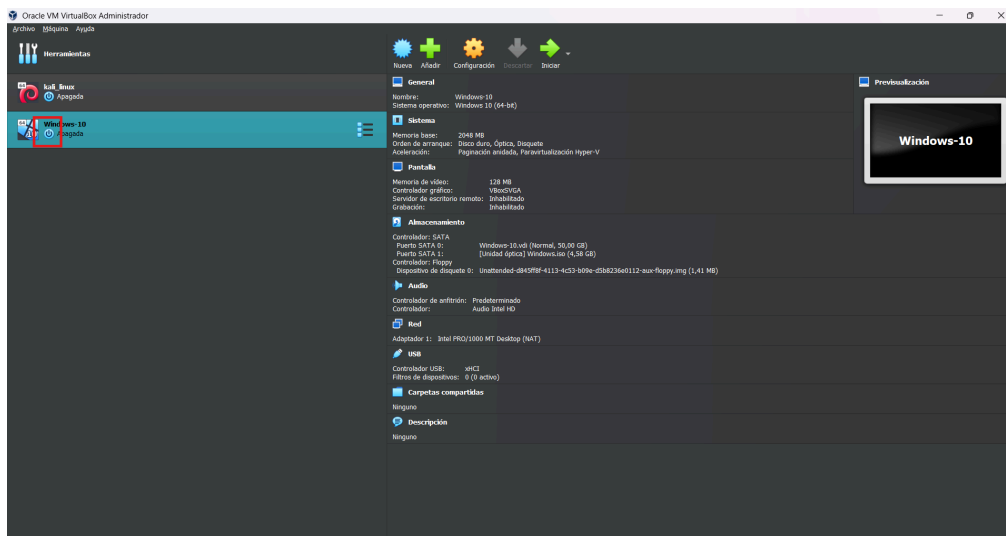 Oracle VM VirtualBox Administrador
Archivo Máquina Ayuda
Herramientas
Nueva Añadir Configuración Descartar Iniciar
kali_linux
Apagada
Windows-10
Apagada
General
Nombre: Windows-10
Sistema operativo: Windows 10 (64-bit)
Sistema
Memoria base: 2048 MB
Orden de arranque: Disco duro, Óptica, Disquete
Aceleración: Paginación anidada, Paravirtualización Hyper-V
Pantalla
Memoria de vídeo: 128 MB
Controlador gráfico: VBoxSVGA
Servidor de escritorio remoto: Inhabilitado
Grabación: Inhabilitado
Almacenamiento
Controlador: SATA
Puerto SATA 0: Windows-10.vdi (Normal, 50,00 GB)
Puerto SATA 1: [Unidad óptica] Windows.iso (4,58 GB)
Controlador: Floppy
Dispositivo de disquete 0: Unattended-d845ff8f-4113-4c53-b09e-d5b8236e0112-aux-floppy.img (1,41 MB)
Audio
Controlador de anfitrión: Predeterminado
Controlador: Audio Intel HD
Red
Adaptador 1: Intel PRO/1000 MT Desktop (NAT)
USB
Controlador USB: xHCI
Filtros de dispositivos: 0 (0 activo)
Carpetas compartidas
Ninguno
Descripción
Ninguno
Previsualización
Windows-10